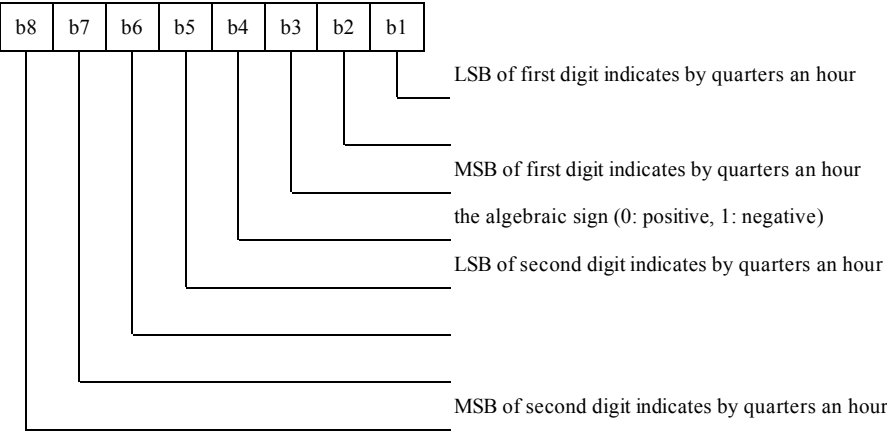 b8 b7 b6 b5 b4 b3 b2 b1
LSB of first digit indicates by quarters an hour
MSB of first digit indicates by quarters an hour
the algebraic sign (0: positive, 1: negative)
LSB of second digit indicates by quarters an hour
MSB of second digit indicates by quarters an hour